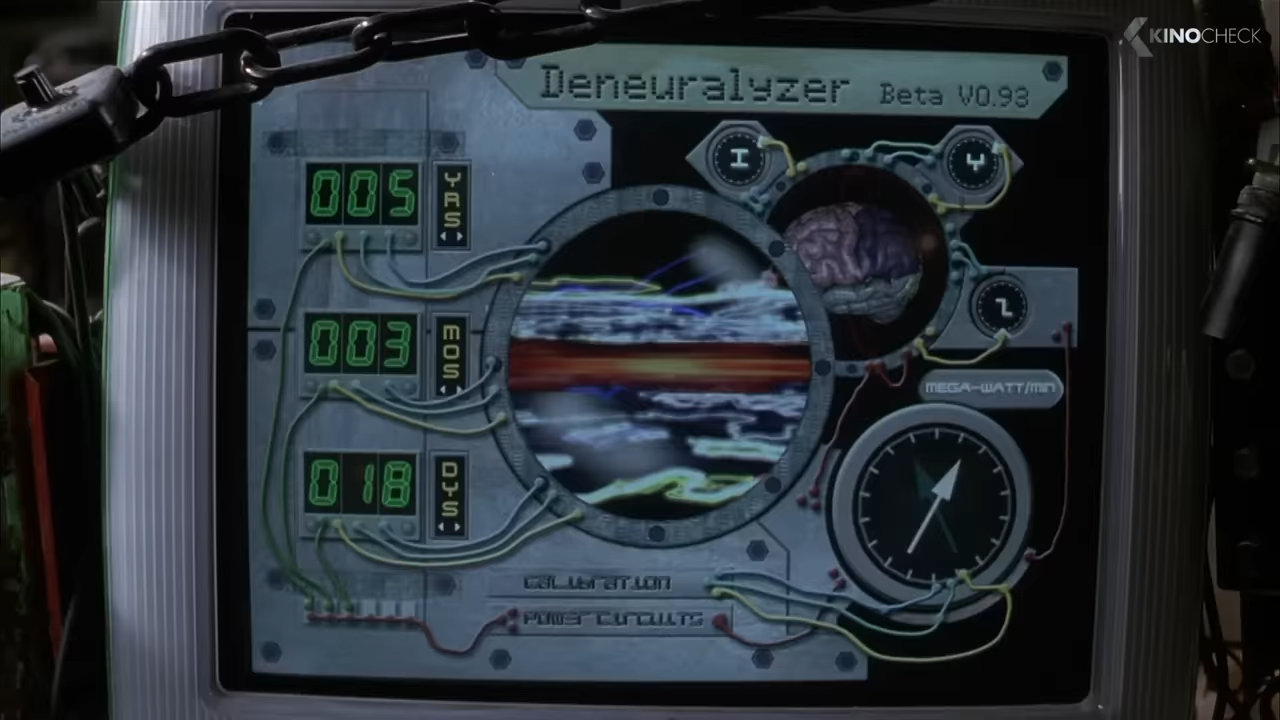 KINOCHECK
Deneuralyzer Beta V0.93
I
Y
005 YRS
Z
003 MOS
MEGA-WATT/MIN
018 DYS
CALIBRATION
POWER CIRCUITS